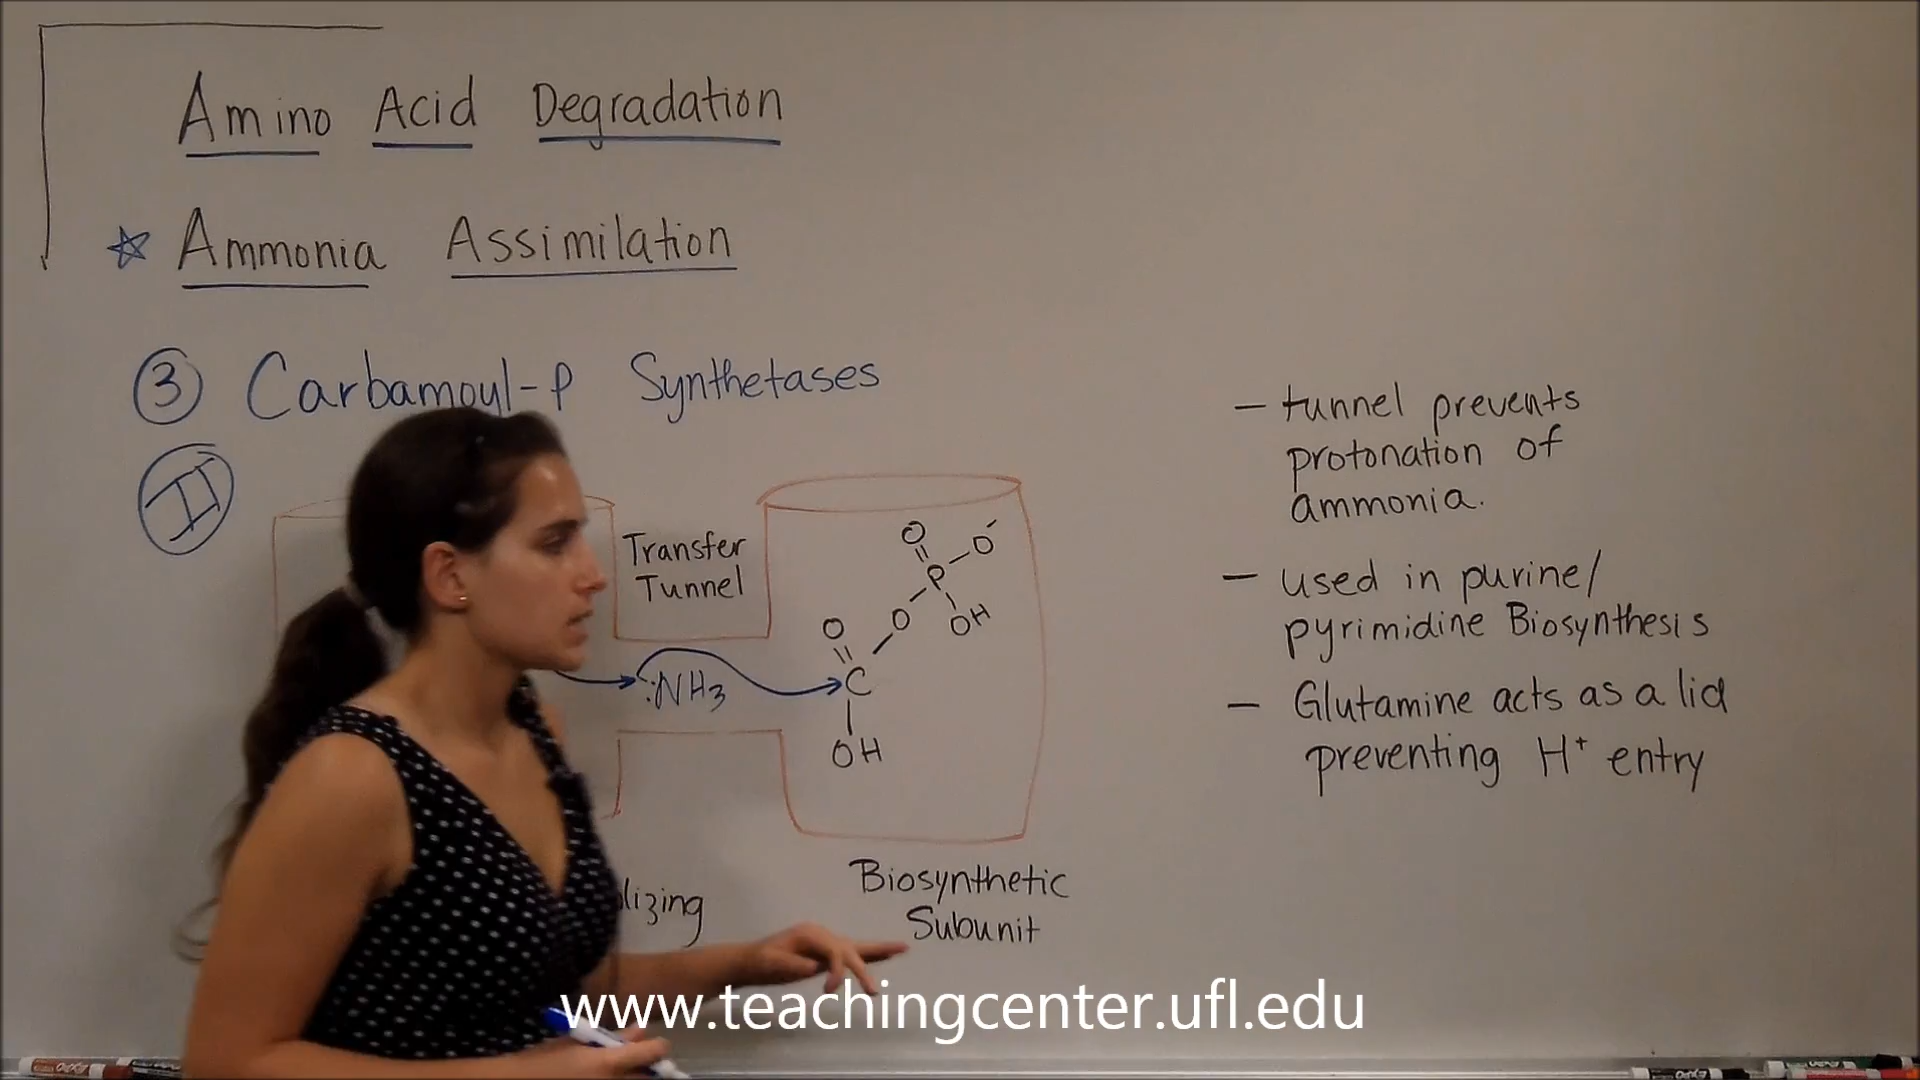 Amino Acid Degradation
Ammonia Assimilation
3 Carbamoyl-P Synthetases
II
Transfer
Tunnel
O
O
O-
P
O
OH
:NH3
C
OH
Biosynthetic
Subunit
– tunnel prevents
protonation of
ammonia.
– used in purine/
pyrimidine Biosynthesis
– Glutamine acts as a lid
preventing H+ entry
www.teachingcenter.ufl.edu